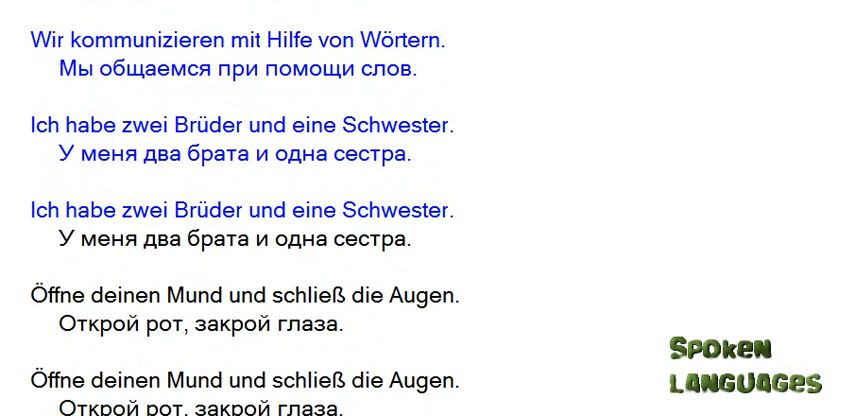 Wir kommunizieren mit Hilfe von Wörtern.
Мы общаемся при помощи слов.
Ich habe zwei Brüder und eine Schwester.
У меня два брата и одна сестра.
Ich habe zwei Brüder und eine Schwester.
У меня два брата и одна сестра.
Öffne deinen Mund und schließ die Augen.
Открой рот, закрой глаза.
Öffne deinen Mund und schließ die Augen.
Открой рот, закрой глаза.
Spoken
Languages